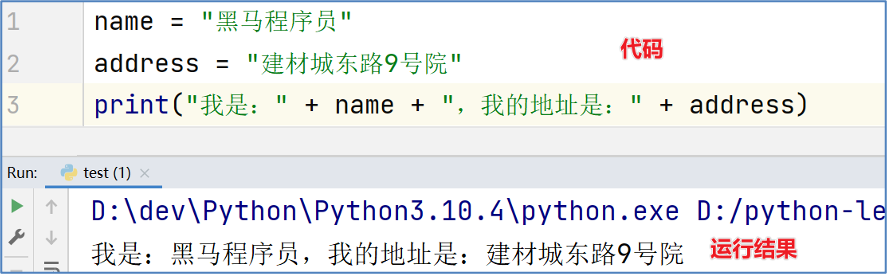 1 name = "黑马程序员"
2 address = "建材城东路9号院"
代码
3 print("我是：" + name + "，我的地址是：" + address)
Run: test (1) ×
D:\dev\Python\Python3.10.4\python.exe D:/python-le
我是：黑马程序员，我的地址是：建材城东路9号院
运行结果